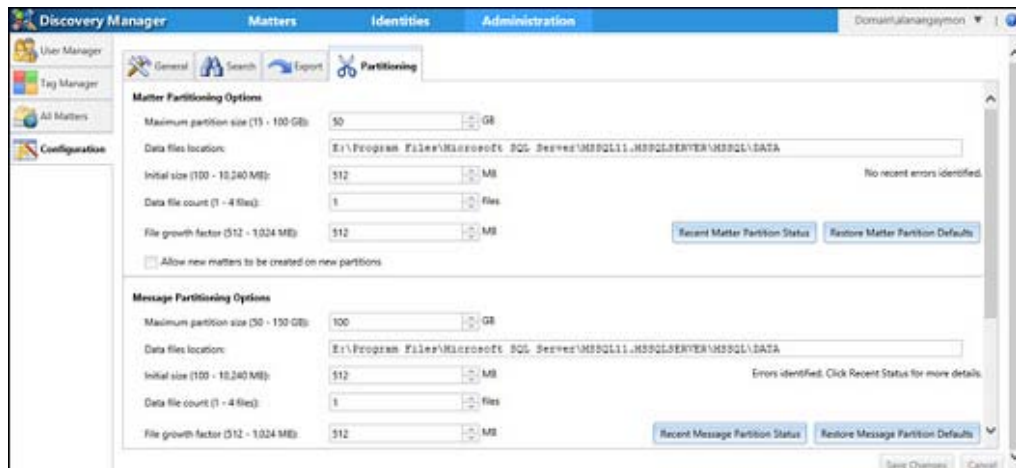 Discovery Manager Matters Identities Administration Domain\alanangaymon
User Manager
Tag Manager
All Matters
Configuration
General Search Export Partitioning
Matter Partitioning Options
Maximum partition size (15 - 100 GB): 50 GB
Data files location: E:\Program Files\Microsoft SQL Server\MSSQL11.MSSQLSERVER\MSSQL\DATA
Initial size (100 - 10,240 MB): 512 MB No recent errors identified.
Data file count (1 - 4 files): 1 files
File growth factor (512 - 1,024 MB): 512 MB Recent Matter Partition Status Restore Matter Partition Defaults
Allow new matters to be created on new partitions
Message Partitioning Options
Maximum partition size (50 - 150 GB): 100 GB
Data files location: E:\Program Files\Microsoft SQL Server\MSSQL11.MSSQLSERVER\MSSQL\DATA
Initial size (100 - 10,240 MB): 512 MB Errors identified. Click Recent Status for more details.
Data file count (1 - 4 files): 1 files
File growth factor (512 - 1,024 MB): 512 MB Recent Message Partition Status Restore Message Partition Defaults
Save Changes Cancel